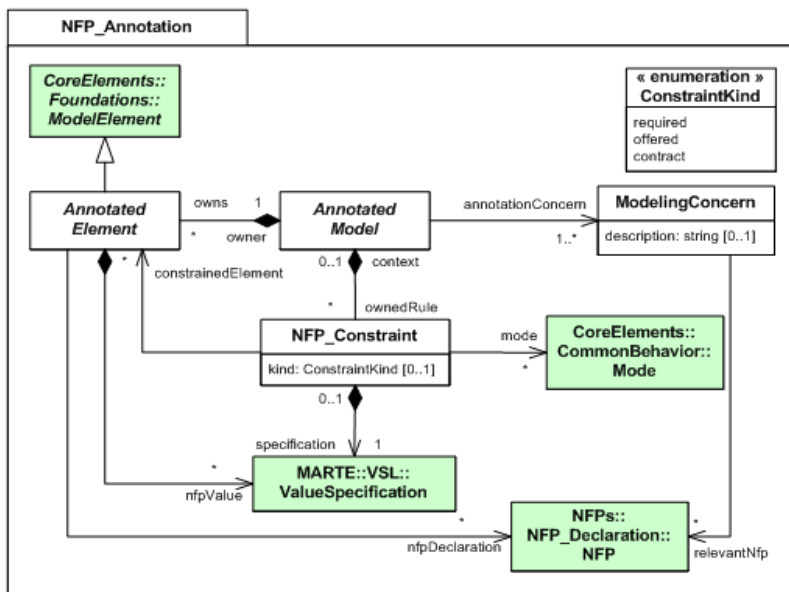 NFP_Annotation
CoreElements::
Foundations::
ModelElement
« enumeration »
ConstraintKind
required
offered
contract
Annotated
Element
owns 1
* owner
Annotated
Model
annotationConcern
1..*
ModelingConcern
description: string [0..1]
*
constrainedElement
0..1 context
* ownedRule
NFP_Constraint
kind: ConstraintKind [0..1]
mode
*
CoreElements::
CommonBehavior::
Mode
0..1
specification 1
*
nfpValue
MARTE::VSL::
ValueSpecification
*
nfpDeclaration
NFPs::
NFP_Declaration::
NFP
*
relevantNfp